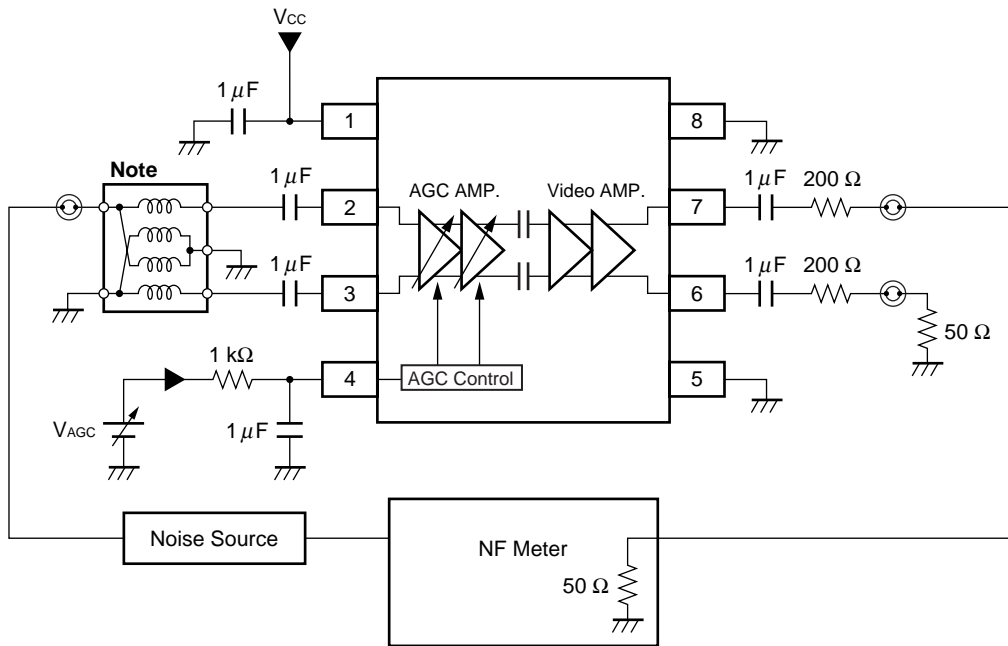 VCC
1 μF
1
8
Note
1 μF
2
AGC AMP.
Video AMP.
7
1 μF
200 Ω
1 μF
3
6
1 μF
200 Ω
50 Ω
1 kΩ
4
AGC Control
5
VAGC
1 μF
Noise Source
NF Meter
50 Ω